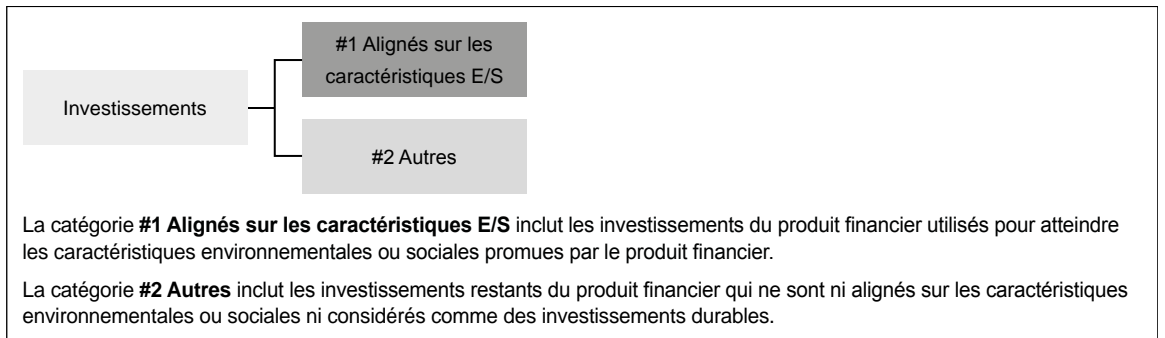 #1 Alignés sur les
caractéristiques E/S
Investissements
#2 Autres
La catégorie #1 Alignés sur les caractéristiques E/S inclut les investissements du produit financier utilisés pour atteindre
les caractéristiques environnementales ou sociales promues par le produit financier.
La catégorie #2 Autres inclut les investissements restants du produit financier qui ne sont ni alignés sur les caractéristiques
environnementales ou sociales ni considérés comme des investissements durables.